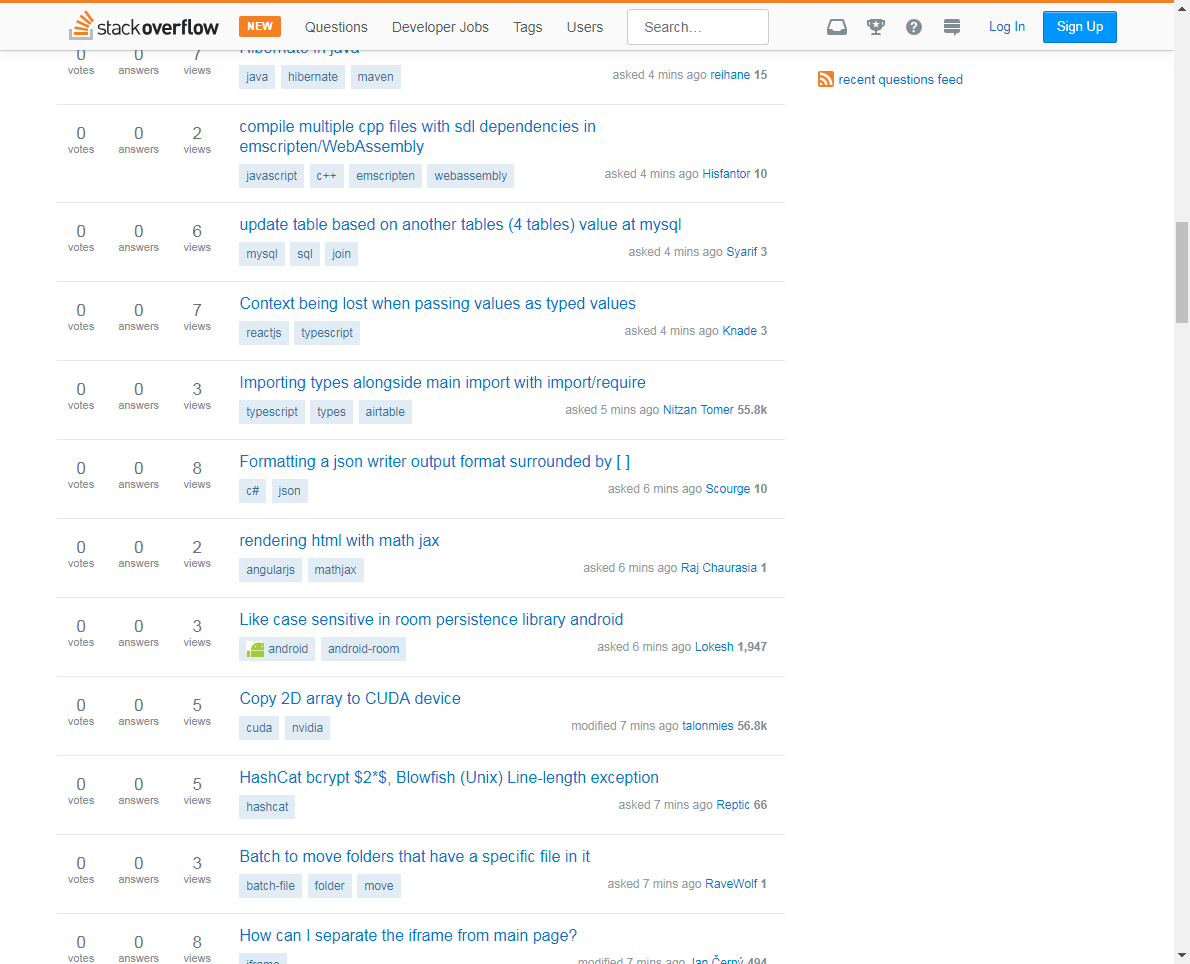 stackoverflow NEW Questions Developer Jobs Tags Users Search... Log In Sign Up
Hibernate in java
0 0 7
votes answers views
java hibernate maven asked 4 mins ago reihane 15
recent questions feed
compile multiple cpp files with sdl dependencies in
emscripten/WebAssembly
0 0 2
votes answers views
javascript c++ emscripten webassembly asked 4 mins ago Hisfantor 10
update table based on another tables (4 tables) value at mysql
0 0 6
votes answers views
mysql sql join asked 4 mins ago Syarif 3
Context being lost when passing values as typed values
0 0 7
votes answers views
reactjs typescript asked 4 mins ago Knade 3
Importing types alongside main import with import/require
0 0 3
votes answers views
typescript types airtable asked 5 mins ago Nitzan Tomer 55.8k
Formatting a json writer output format surrounded by [ ]
0 0 8
votes answers views
c# json asked 6 mins ago Scourge 10
rendering html with math jax
0 0 2
votes answers views
angularjs mathjax asked 6 mins ago Raj Chaurasia 1
Like case sensitive in room persistence library android
0 0 3
votes answers views
android android-room asked 6 mins ago Lokesh 1,947
Copy 2D array to CUDA device
0 0 5
votes answers views
cuda nvidia modified 7 mins ago talonmies 56.8k
HashCat bcrypt $2*$, Blowfish (Unix) Line-length exception
0 0 5
votes answers views
hashcat asked 7 mins ago Reptic 66
Batch to move folders that have a specific file in it
0 0 3
votes answers views
batch-file folder move asked 7 mins ago RaveWolf 1
How can I separate the iframe from main page?
0 0 8
votes answers views
iframe modified 7 mins ago Jan Černý 494